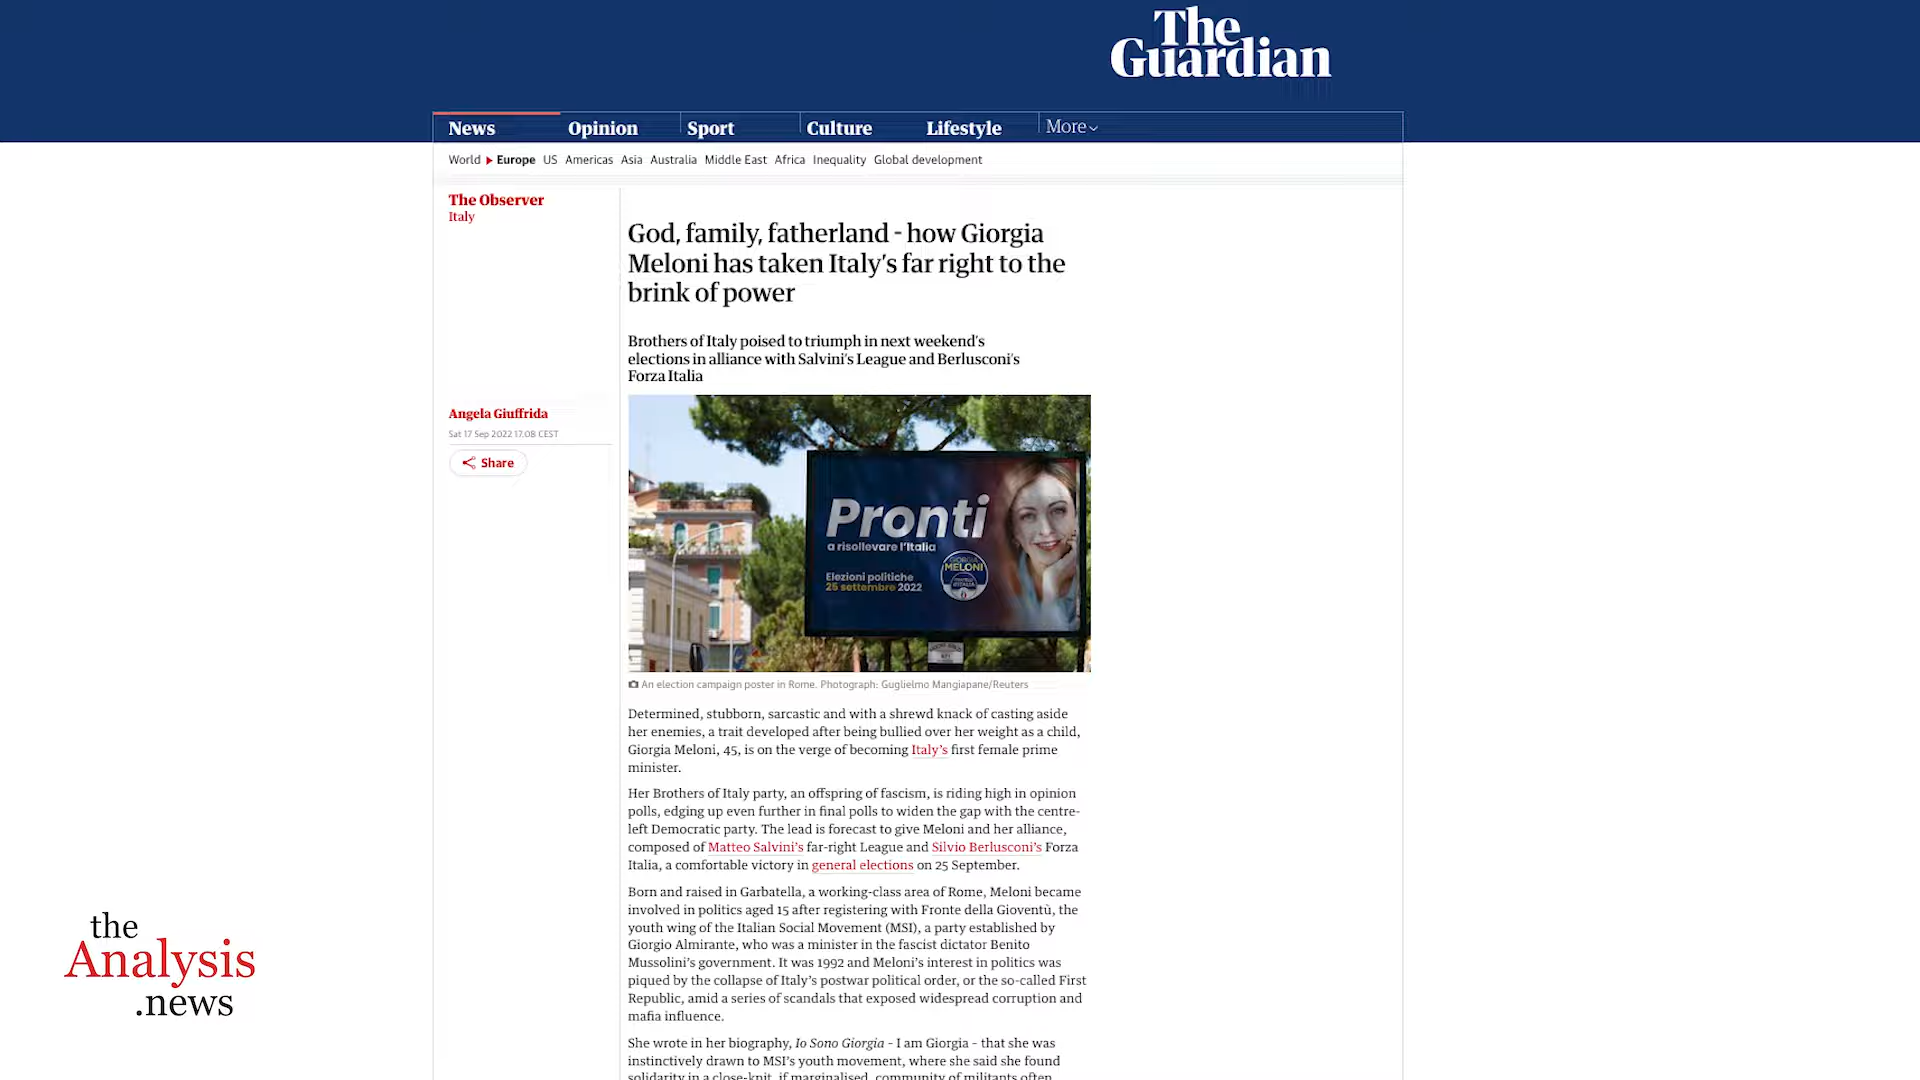 The
Guardian
News
Opinion
Sport
Culture
Lifestyle
More
World
Europe
US
Americas
Asia
Australia
Middle East
Africa
Inequality
Global development
The Observer
Italy
God, family, fatherland - how Giorgia
Meloni has taken Italy's far right to the
brink of power
Brothers of Italy poised to triumph in next weekend's
elections in alliance with Salvini's League and Berlusconi's
Forza Italia
Angela Giuffrida
Sat 17 Sep 2022 17.08 CEST
Share
Pronti
a risollevare l'Italia
Elezioni politiche
25 settembre 2022
GIORGIA
MELONI
An election campaign poster in Rome. Photograph: Guglielmo Mangiapane/Reuters
Determined, stubborn, sarcastic and with a shrewd knack of casting aside
her enemies, a trait developed after being bullied over her weight as a child,
Giorgia Meloni, 45, is on the verge of becoming Italy's first female prime
minister.
Her Brothers of Italy party, an offspring of fascism, is riding high in opinion
polls, edging up even further in final polls to widen the gap with the centre-
left Democratic party. The lead is forecast to give Meloni and her alliance,
composed of Matteo Salvini's far-right League and Silvio Berlusconi's Forza
Italia, a comfortable victory in general elections on 25 September.
Born and raised in Garbatella, a working-class area of Rome, Meloni became
involved in politics aged 15 after registering with Fronte della Gioventù, the
youth wing of the Italian Social Movement (MSI), a party established by
Giorgio Almirante, who was a minister in the fascist dictator Benito
Mussolini's government. It was 1992 and Meloni's interest in politics was
piqued by the collapse of Italy's postwar political order, or the so-called First
Republic, amid a series of scandals that exposed widespread corruption and
mafia influence.
She wrote in her biography, Io Sono Giorgia - I am Giorgia - that she was
instinctively drawn to MSI's youth movement, where she said she found
solidarity in a close-knit, if marginalised, community of militants often
the
Analysis
.news